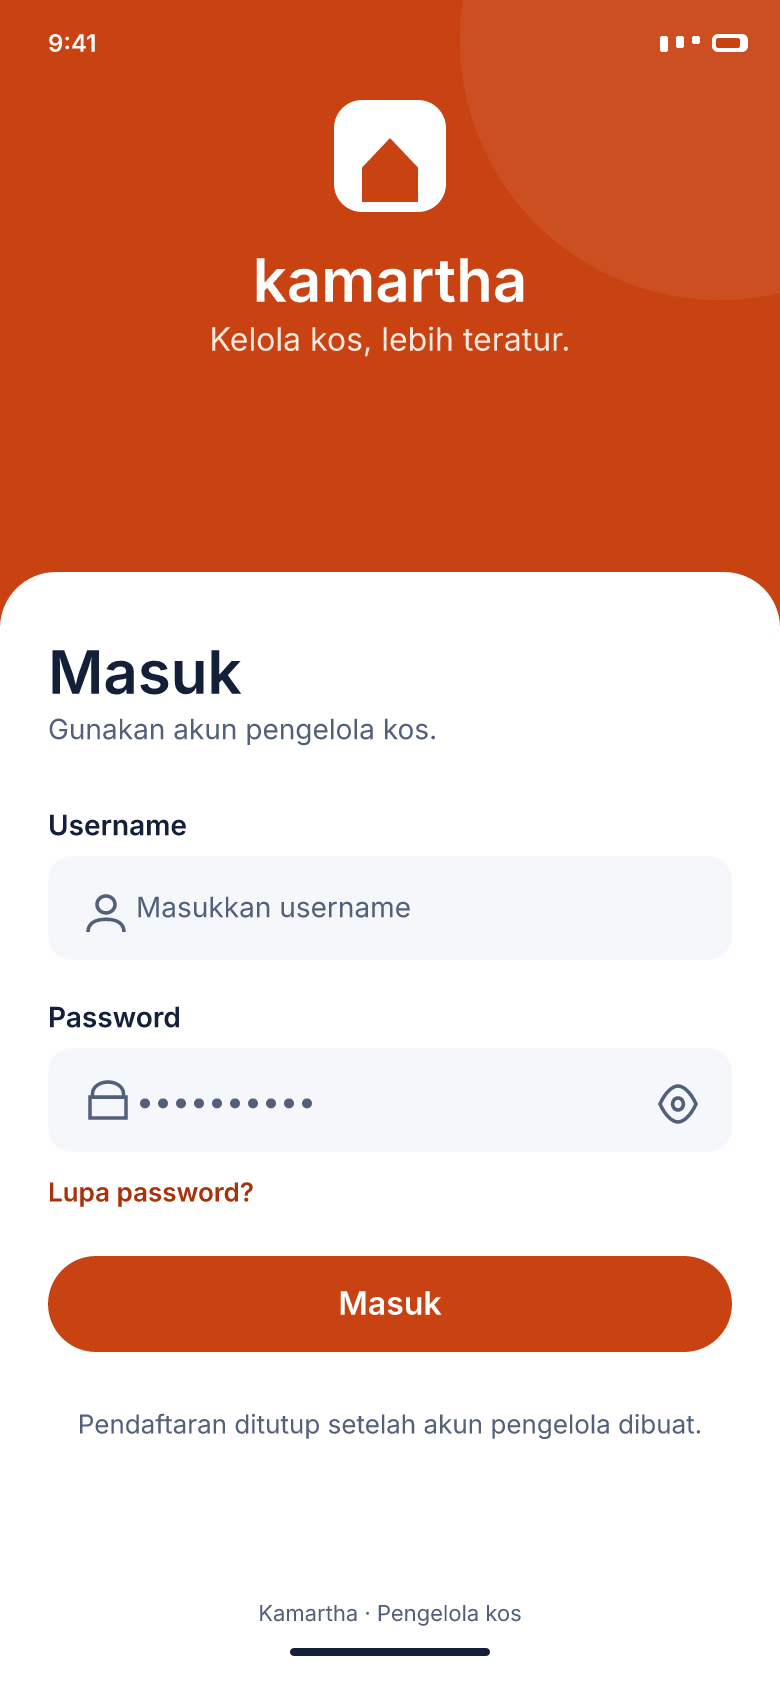 9:41
kamartha
Kelola kos, lebih teratur.
Masuk
Gunakan akun pengelola kos.
Username
Masukkan username
Password
••••••••••
Lupa password?
Masuk
Pendaftaran ditutup setelah akun pengelola dibuat.
Kamartha · Pengelola kos